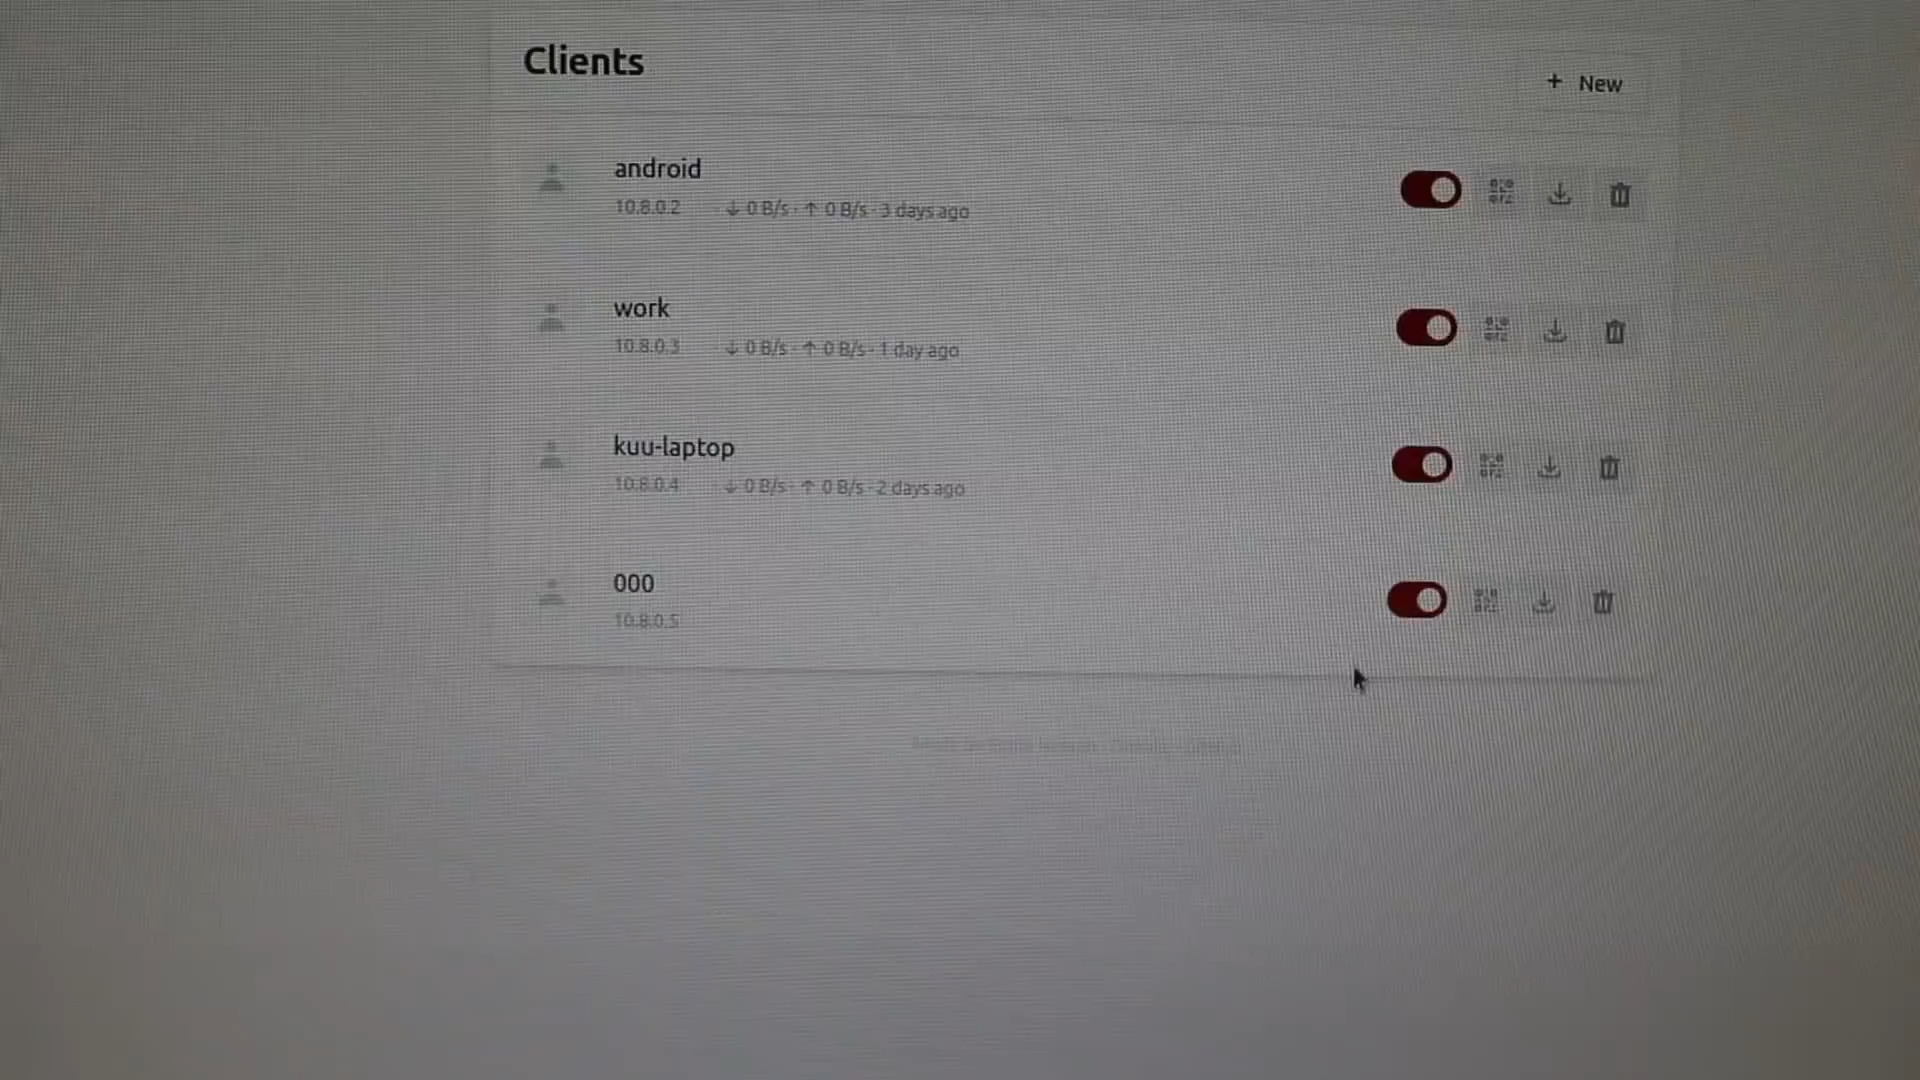 Clients
+ New
android
10.8.0.2 · ↓ 0 B/s · ↑ 0 B/s · 3 days ago
work
10.8.0.3 · ↓ 0 B/s · ↑ 0 B/s · 1 day ago
kuu-laptop
10.8.0.4 · ↓ 0 B/s · ↑ 0 B/s · 2 days ago
000
10.8.0.5